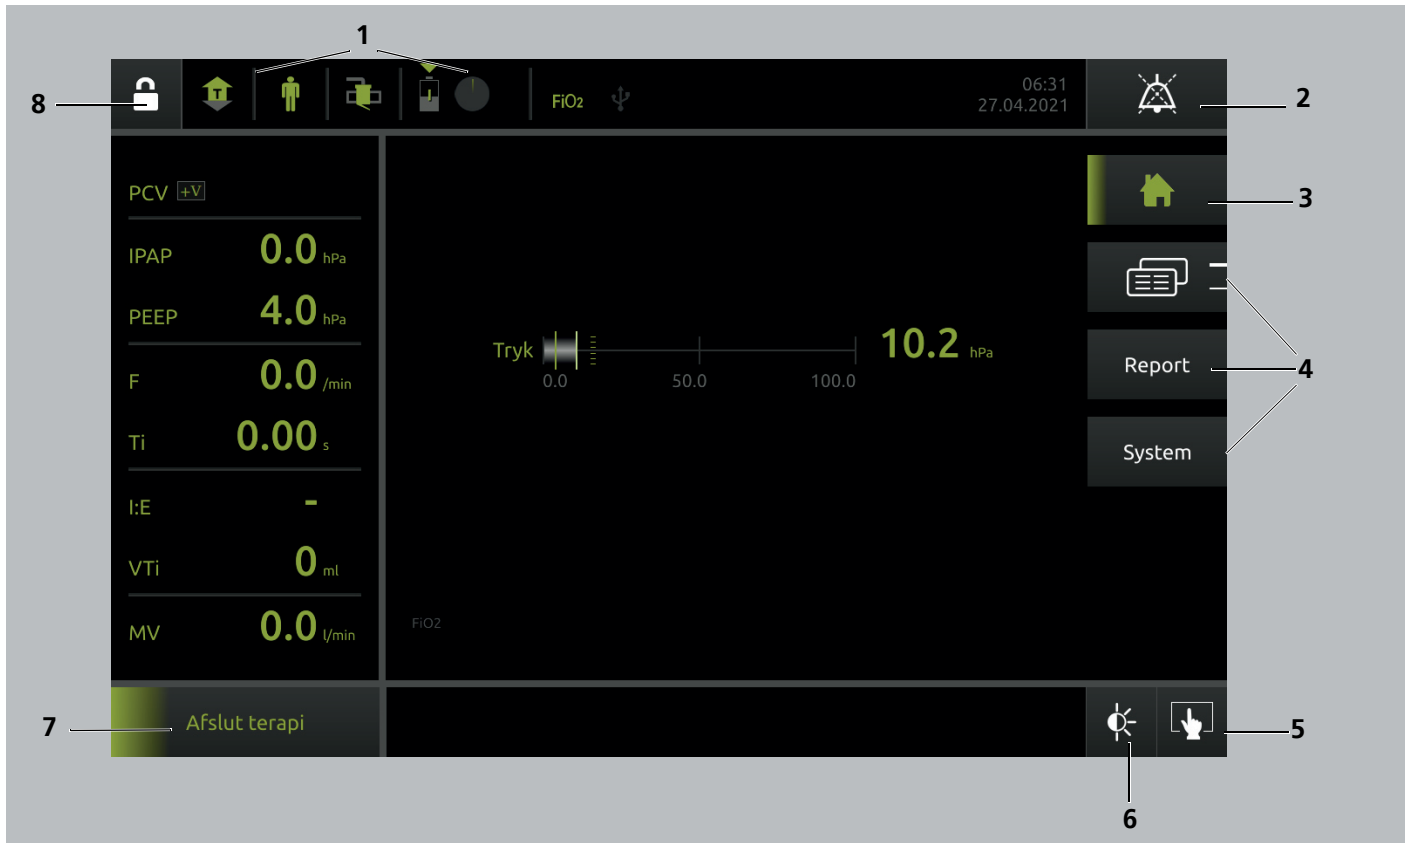 1
8
T
J
FiO2
06:31
27.04.2021
2
PCV +V
IPAP 0.0 hPa
PEEP 4.0 hPa
F 0.0 /min
Ti 0.00 s
I:E -
VTi 0 ml
MV 0.0 l/min
Tryk 10.2 hPa
0.0 50.0 100.0
FiO2
3
Report
4
System
7
Afslut terapi
5
6